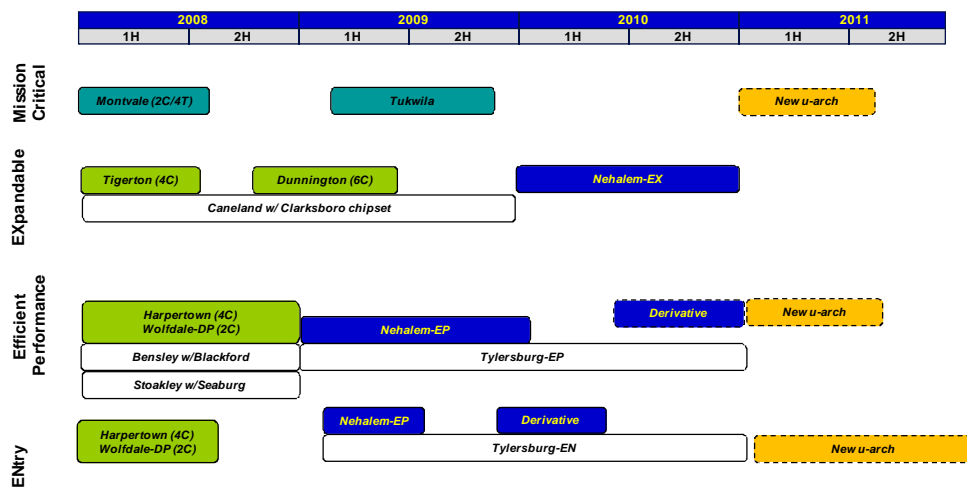 2008 2009 2010 2011
1H 2H 1H 2H 1H 2H 1H 2H
Mission
Critical
Montvale (2C/4T) Tukwila New u-arch
EXpandable
Tigerton (4C) Dunnington (6C) Nehalem-EX
Caneland w/ Clarksboro chipset
Efficient
Performance
Harpertown (4C)
Wolfdale-DP (2C)
Nehalem-EP
Derivative
New u-arch
Bensley w/Blackford Tylersburg-EP
Stoakley w/Seaburg
ENtry
Harpertown (4C)
Wolfdale-DP (2C)
Nehalem-EP Derivative
Tylersburg-EN New u-arch